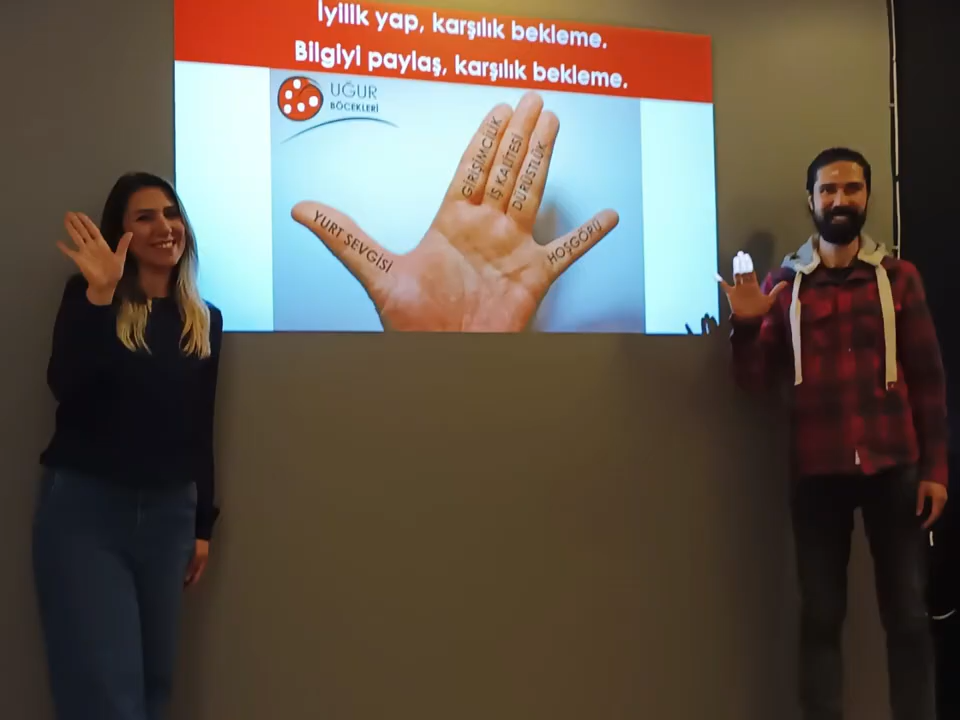 İyilik yap, karşılık bekleme.
Bilgiyi paylaş, karşılık bekleme.
UĞUR
BÖCEKLERİ
YURT SEVGİSİ
GİRİŞİMCİLİK
İŞ KALİTESİ
DÜRÜSTLÜK
HOŞGÖRÜ